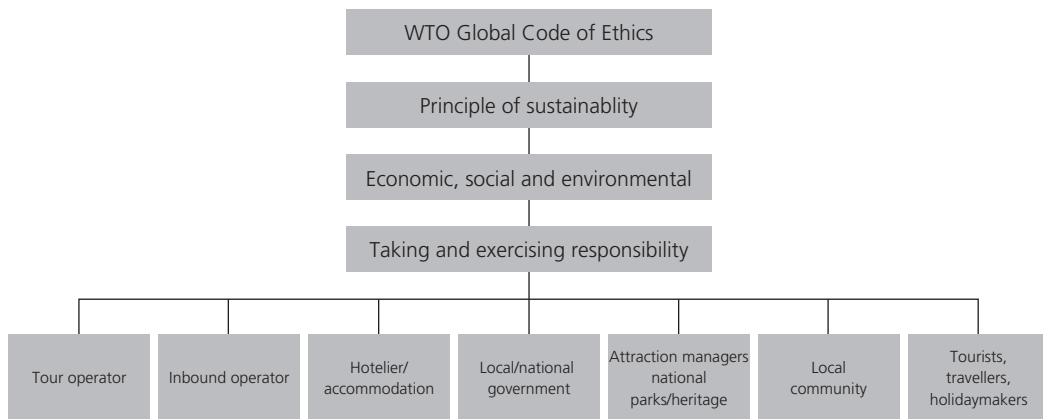 WTO Global Code of Ethics
Principle of sustainablity
Economic, social and environmental
Taking and exercising responsibility
Tour operator
Inbound operator
Hotelier/
accommodation
Local/national
government
Attraction managers
national
parks/heritage
Local
community
Tourists,
travellers,
holidaymakers